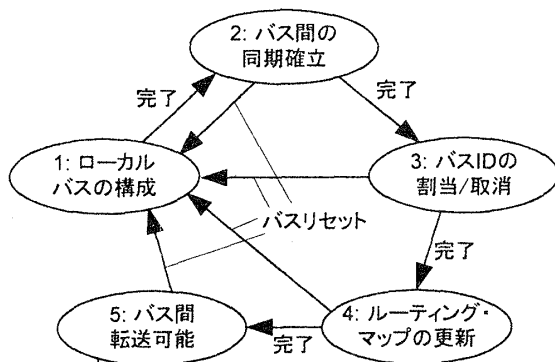 2: バス間の
同期確立
完了
完了
1: ローカル
バスの構成
3: バスIDの
割当/取消
バスリセット
完了
5: バス間
転送可能
完了
4: ルーティング・
マップの更新